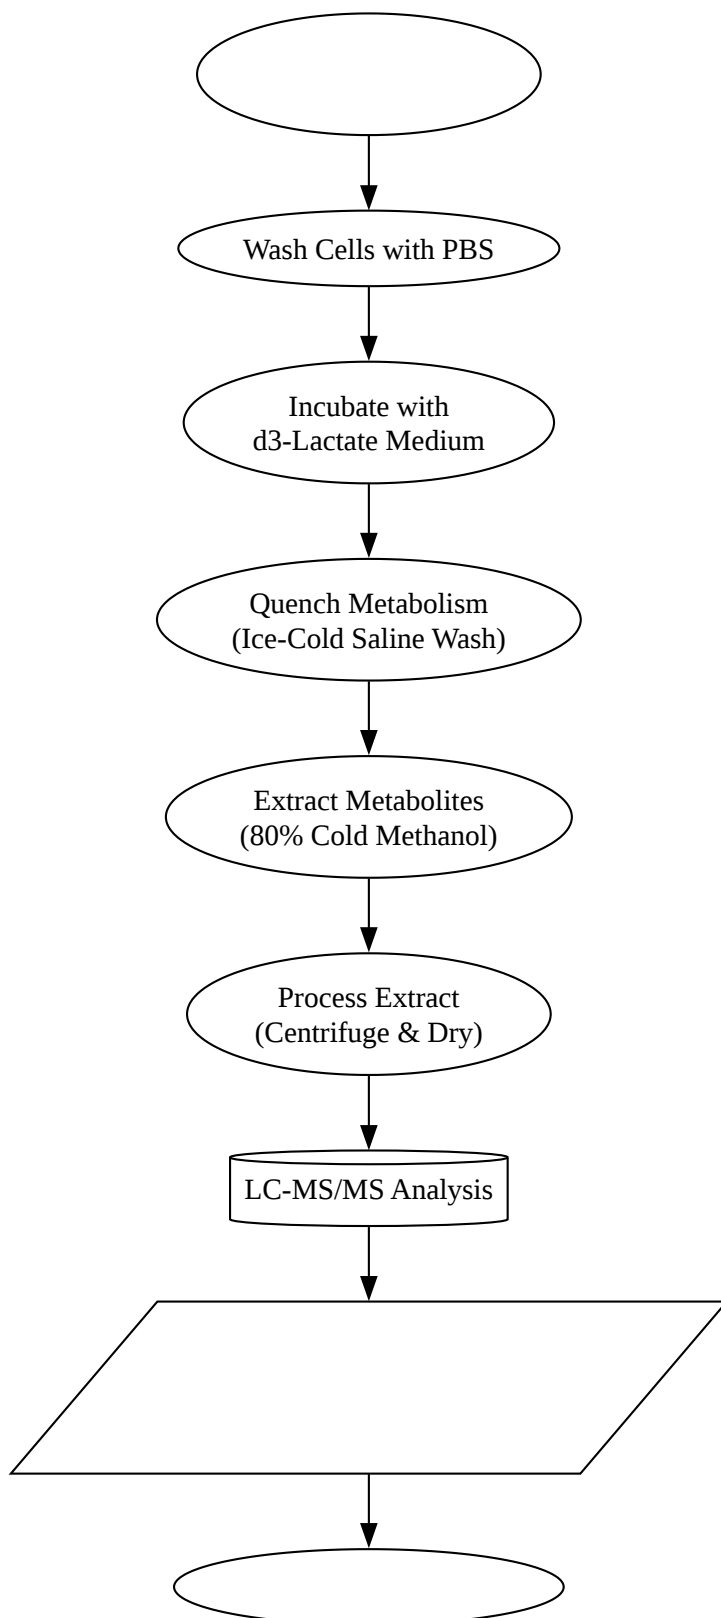 Wash Cells with PBS
Incubate with
d3-Lactate Medium
Quench Metabolism
(Ice-Cold Saline Wash)
Extract Metabolites
(80% Cold Methanol)
Process Extract
(Centrifuge & Dry)
LC-MS/MS Analysis